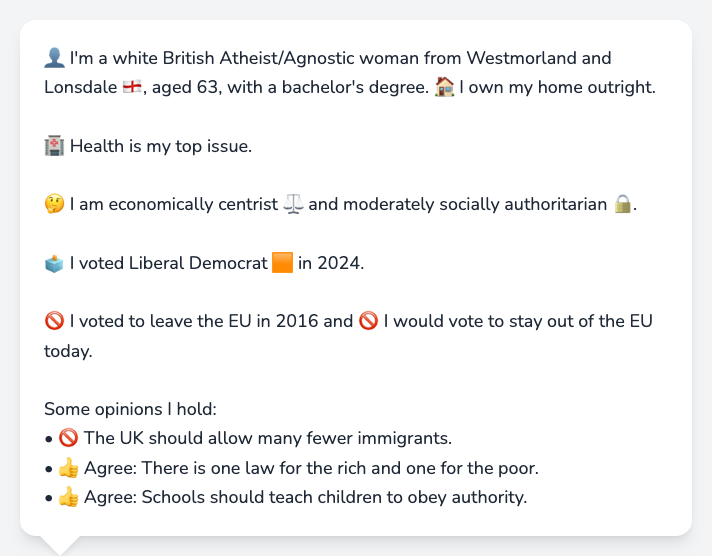 👤 I'm a white British Atheist/Agnostic woman from Westmorland and
Lonsdale 🏴󠁧󠁢󠁥󠁮󠁧󠁿, aged 63, with a bachelor's degree. 🏠 I own my home outright.
🏥 Health is my top issue.
🤔 I am economically centrist ⚖️ and moderately socially authoritarian 🔒.
🗳️ I voted Liberal Democrat 🟧 in 2024.
🚫 I voted to leave the EU in 2016 and 🚫 I would vote to stay out of the EU
today.
Some opinions I hold:
• 🚫 The UK should allow many fewer immigrants.
• 👍 Agree: There is one law for the rich and one for the poor.
• 👍 Agree: Schools should teach children to obey authority.